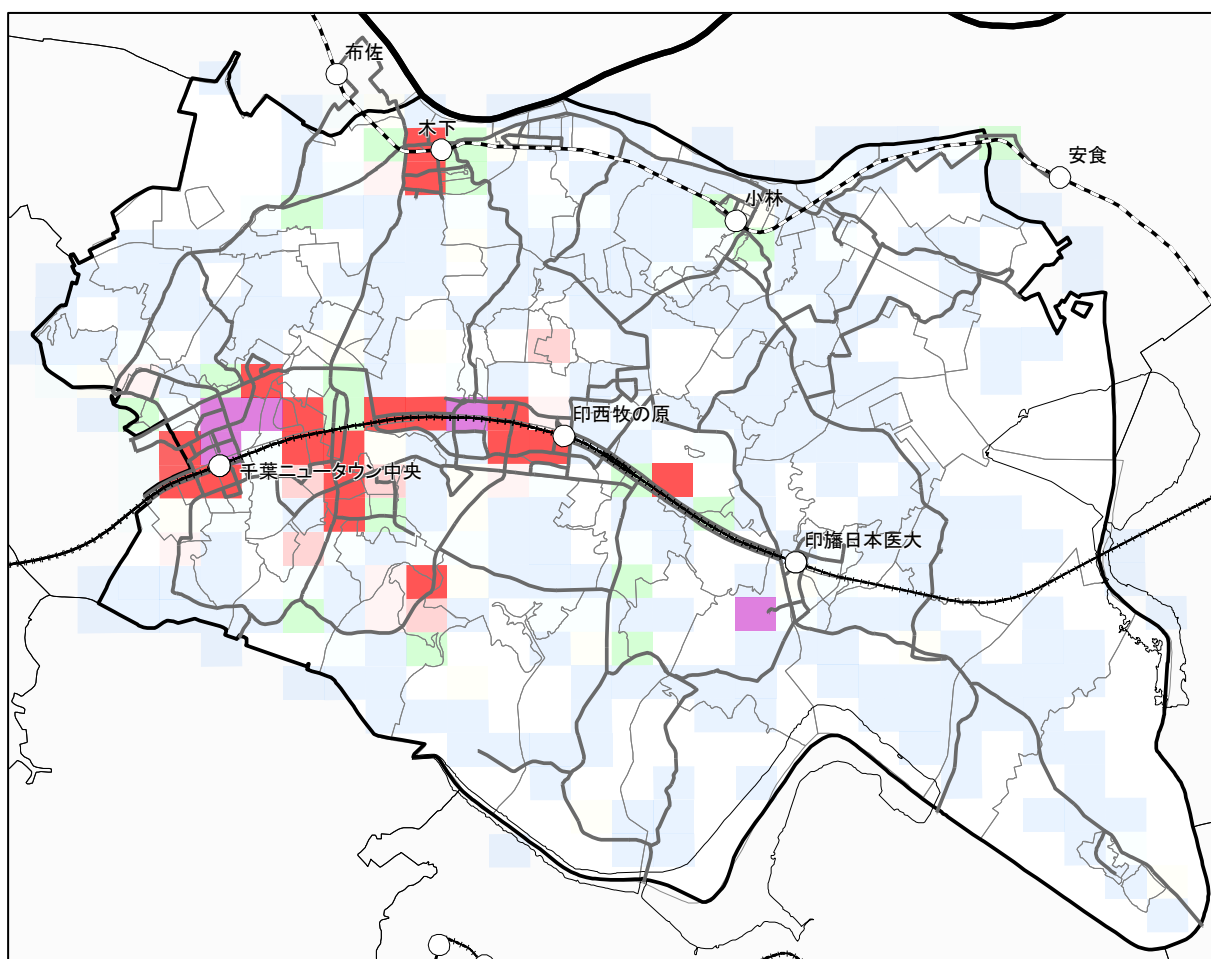 布佐
木下
安食
小林
印西牧の原
千葉ニュータウン中央
印旛日本医大